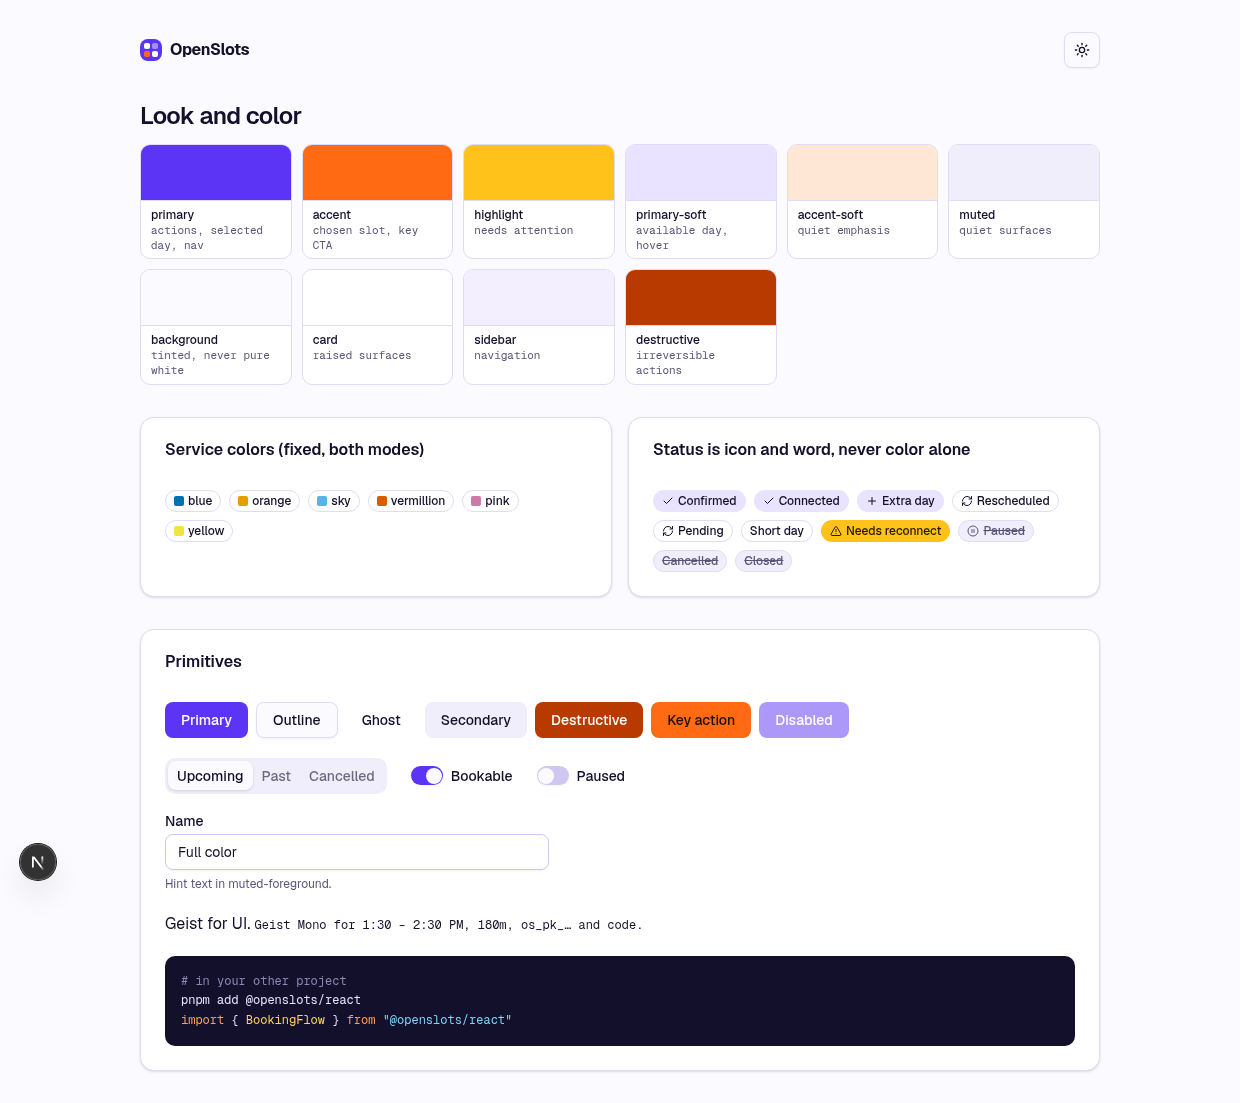 OpenSlots
Look and color
primary
actions, selected
day, nav
accent
chosen slot, key
CTA
highlight
needs attention
primary-soft
available day,
hover
accent-soft
quiet emphasis
muted
quiet surfaces
background
tinted, never pure
white
card
raised surfaces
sidebar
navigation
destructive
irreversible
actions
Service colors (fixed, both modes)
blue orange sky vermillion pink
yellow
Status is icon and word, never color alone
Confirmed Connected Extra day Rescheduled
Pending Short day Needs reconnect Paused
Cancelled Closed
Primitives
Primary Outline Ghost Secondary Destructive Key action Disabled
Upcoming Past Cancelled Bookable Paused
Name
Full color
Hint text in muted-foreground.
Geist for UI. Geist Mono for 1:30 – 2:30 PM, 180m, os_pk_… and code.
# in your other project
pnpm add @openslots/react
import { BookingFlow } from "@openslots/react"
N